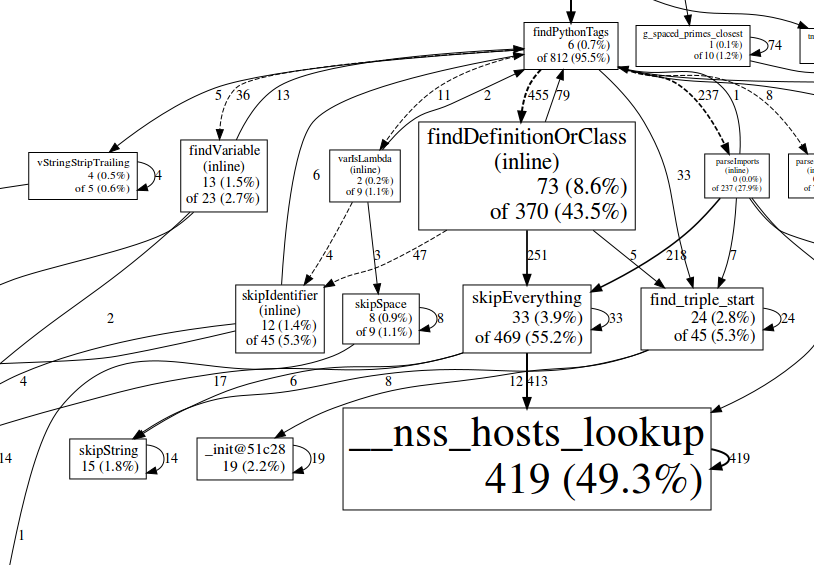 findPythonTags
6 (0.7%)
of 812 (95.5%)
g_spaced_primes_closest
1 (0.1%)
of 10 (1.2%)
74
5
36
13
11
2
455
79
237
1
8
vStringStripTrailing
4 (0.5%)
of 5 (0.6%)
4
findVariable
(inline)
13 (1.5%)
of 23 (2.7%)
6
varIsLambda
(inline)
2 (0.2%)
of 9 (1.1%)
findDefinitionOrClass
(inline)
73 (8.6%)
of 370 (43.5%)
33
parseImports
(inline)
0 (0.0%)
of 237 (27.9%)
4
3
47
251
5
218
7
2
skipIdentifier
(inline)
12 (1.4%)
of 45 (5.3%)
skipSpace
8 (0.9%)
of 9 (1.1%)
8
skipEverything
33 (3.9%)
of 469 (55.2%)
33
find_triple_start
24 (2.8%)
of 45 (5.3%)
24
4
17
6
8
12
413
14
skipString
15 (1.8%)
14
_init@51c28
19 (2.2%)
19
__nss_hosts_lookup
419 (49.3%)
419
1